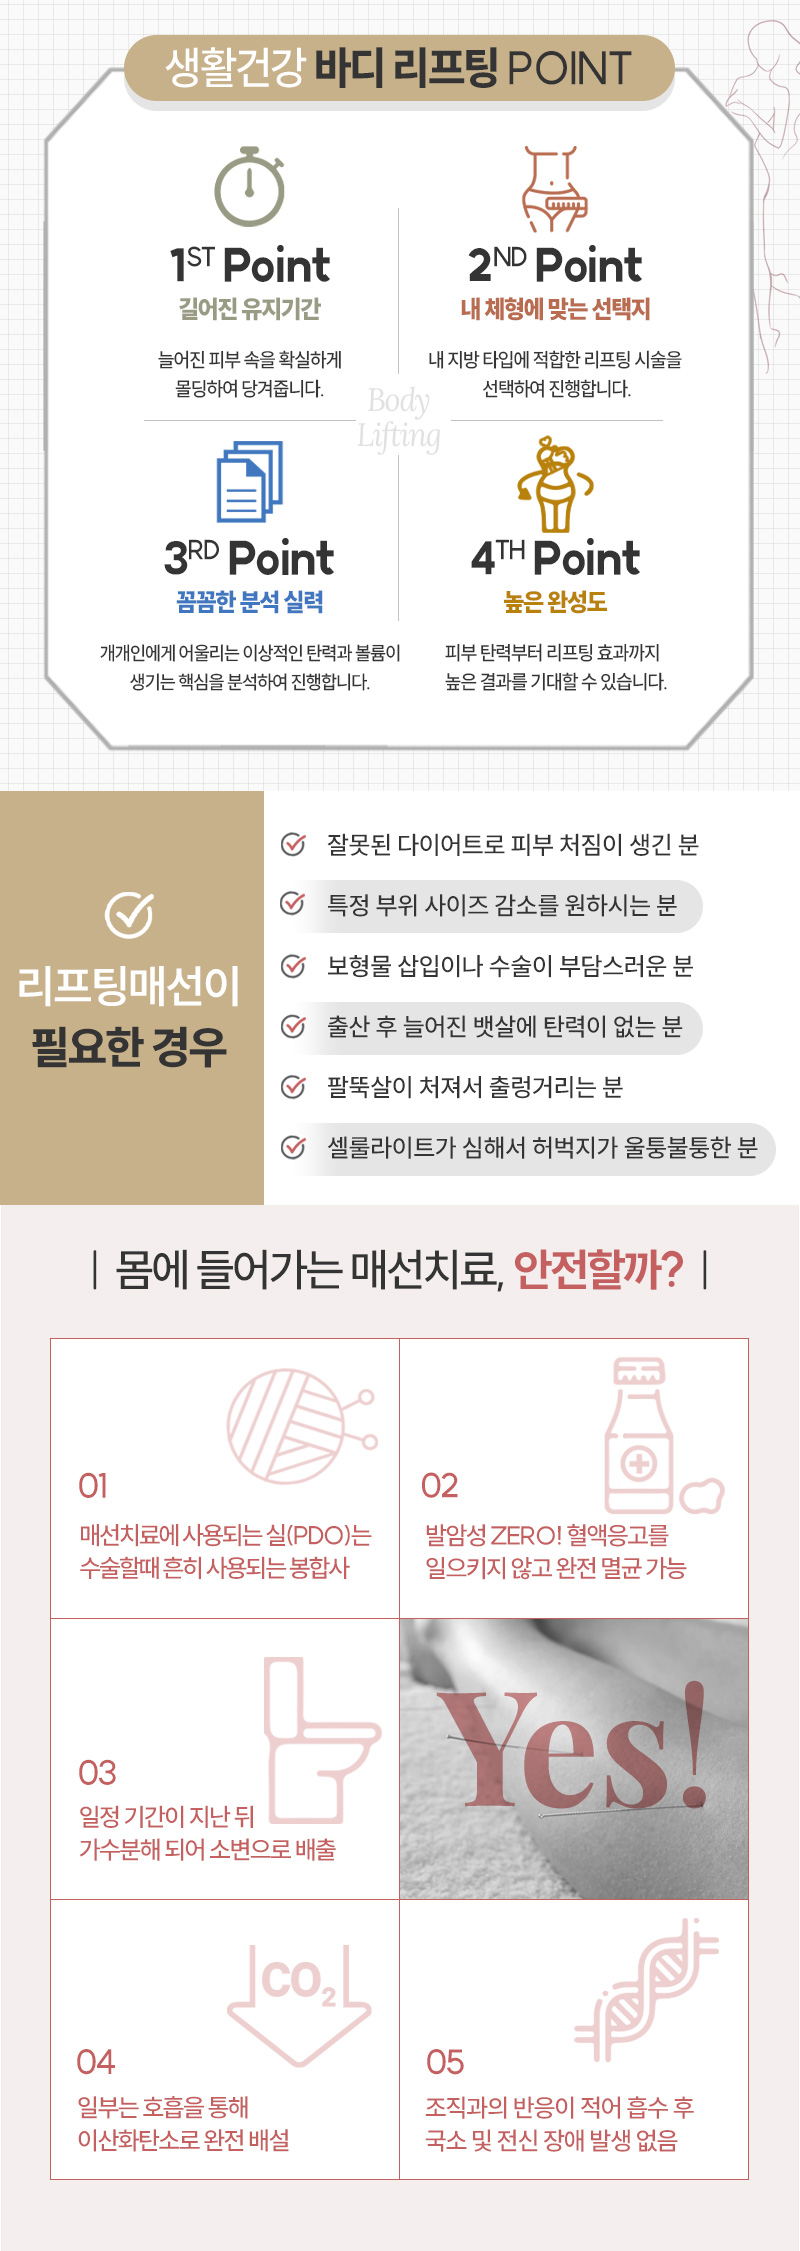 생활건강 바디 리프팅 POINT
1ST Point
길어진 유지기간
늘어진 피부 속을 확실하게
몰딩하여 당겨줍니다.
2ND Point
내 체형에 맞는 선택지
내 지방 타입에 적합한 리프팅 시술을
선택하여 진행합니다.
Body
Lifting
3RD Point
꼼꼼한 분석 실력
개개인에게 어울리는 이상적인 탄력과 볼륨이
생기는 핵심을 분석하여 진행합니다.
4TH Point
높은 완성도
피부 탄력부터 리프팅 효과까지
높은 결과를 기대할 수 있습니다.
리프팅매선이
필요한 경우
잘못된 다이어트로 피부 처짐이 생긴 분
특정 부위 사이즈 감소를 원하시는 분
보형물 삽입이나 수술이 부담스러운 분
출산 후 늘어진 뱃살에 탄력이 없는 분
팔뚝살이 처져서 출렁거리는 분
셀룰라이트가 심해서 허벅지가 울퉁불퉁한 분
| 몸에 들어가는 매선치료, 안전할까? |
01
매선치료에 사용되는 실(PDO)는
수술할때 흔히 사용되는 봉합사
02
발암성 ZERO! 혈액응고를
일으키지 않고 완전 멸균 가능
03
일정 기간이 지난 뒤
가수분해 되어 소변으로 배출
Yes!
CO2
04
일부는 호흡을 통해
이산화탄소로 완전 배설
05
조직과의 반응이 적어 흡수 후
국소 및 전신 장애 발생 없음